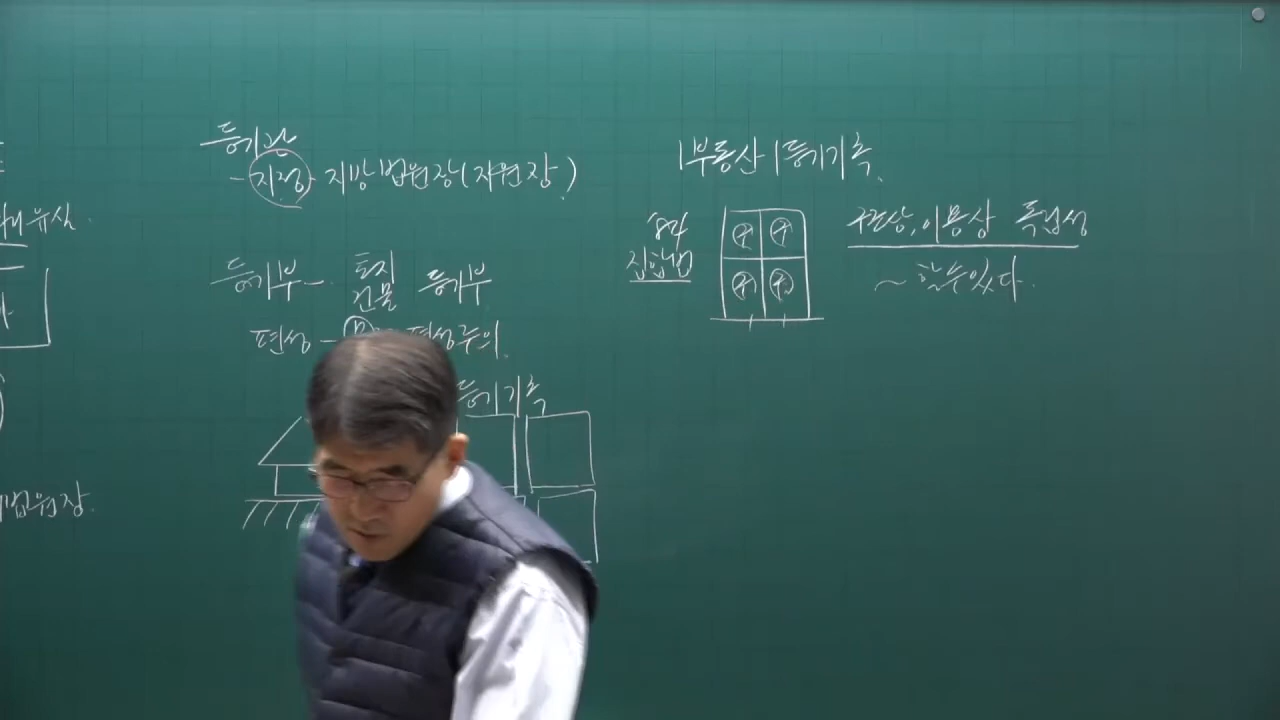 등기관
- 지정 - 지방법원장(지원장)
등기부 - 토지 건물 등기부
편성 - 편성주의.
등기기록
유식.
법원장.
1부동산 1등기기록.
'84
집합법
구조상, 이용상 독립성
~ 할 수 있다.